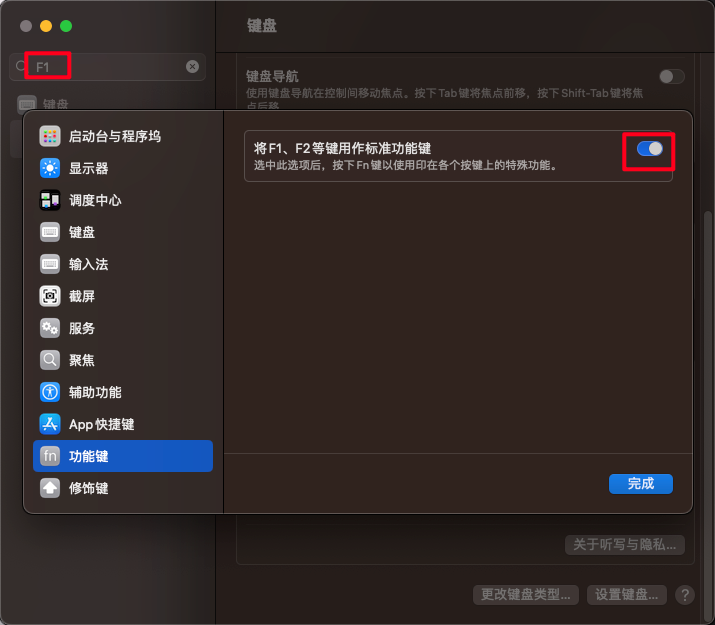 键盘
F1
键盘
键盘导航
使用键盘导航在控制间移动焦点。按下Tab键将焦点前移，按下Shift-Tab键将焦
点后移。
启动台与程序坞
显示器
调度中心
键盘
输入法
截屏
服务
聚焦
辅助功能
App快捷键
fn 功能键
修饰键
将F1、F2等键用作标准功能键
选中此选项后，按下Fn键以使用印在各个按键上的特殊功能。
完成
关于听写与隐私...
更改键盘类型...
设置键盘...
?